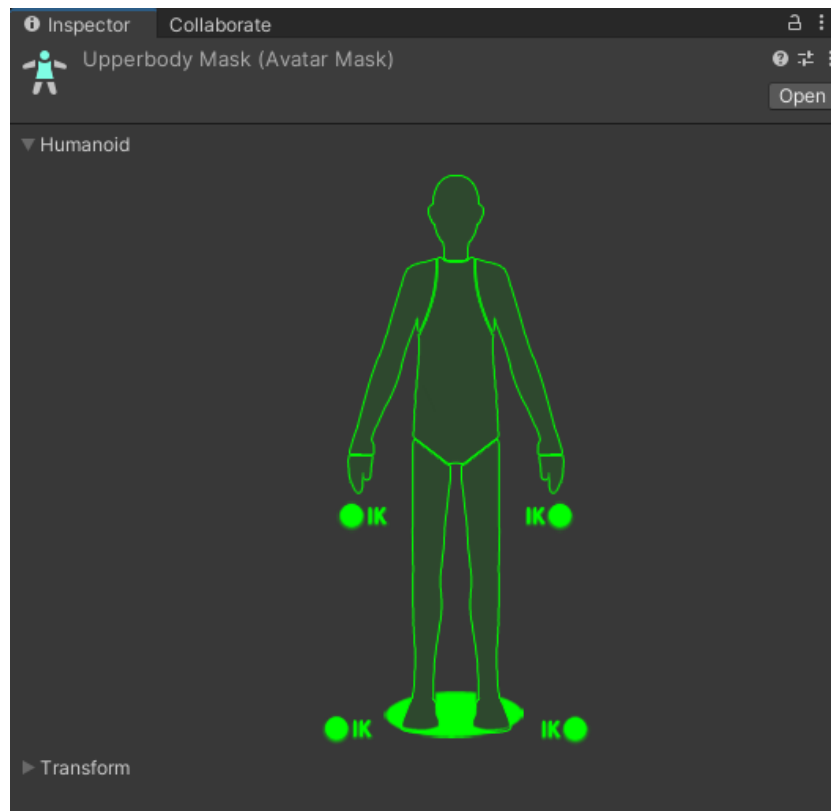 Inspector Collaborate
Upperbody Mask (Avatar Mask)
Open
Humanoid
IK IK
IK IK
Transform